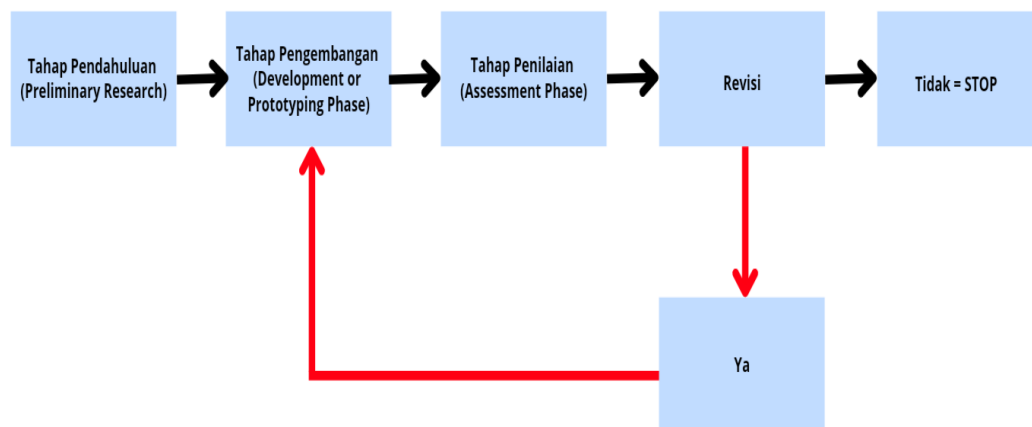 Tahap Pendahuluan
(Preliminary Research)
Tahap Pengembangan
(Development or
Prototyping Phase)
Tahap Penilaian
(Assessment Phase)
Revisi
Tidak = STOP
Ya